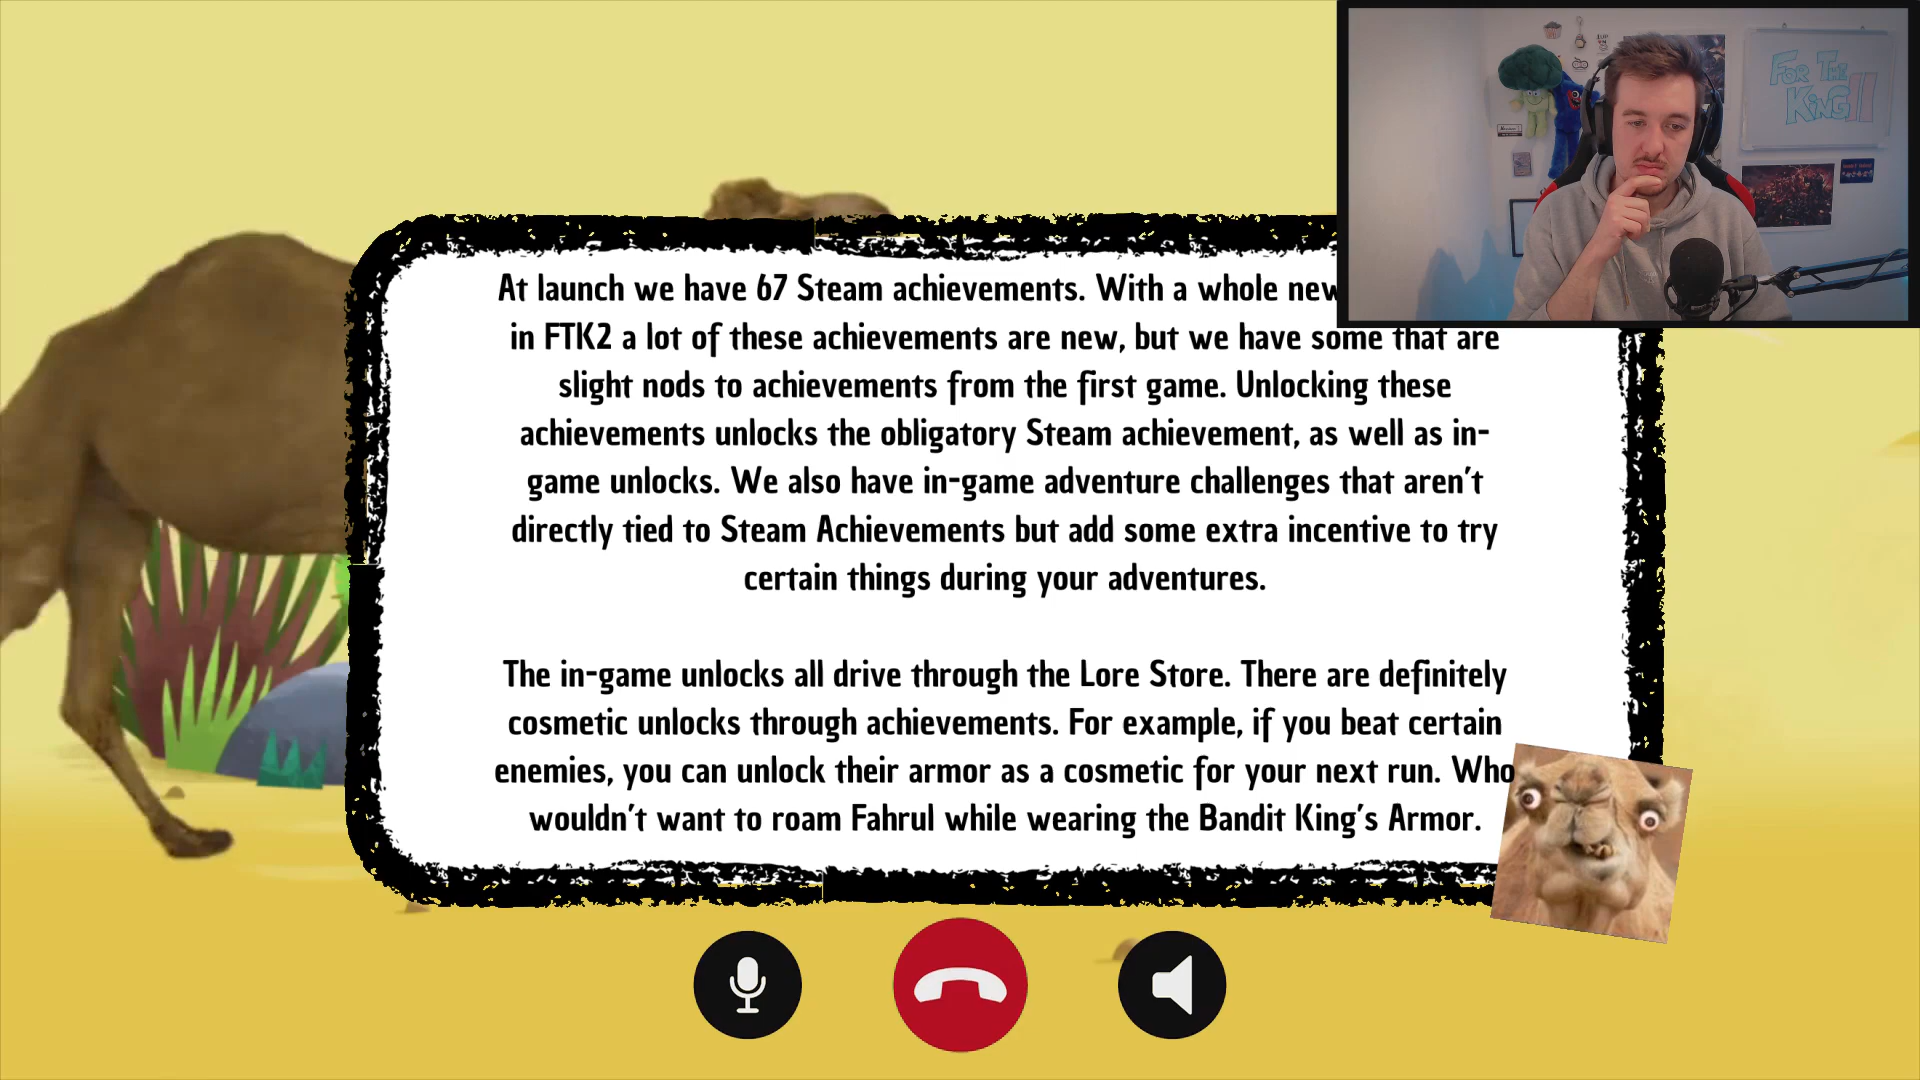 At launch we have 67 Steam achievements. With a whole new
in FTK2 a lot of these achievements are new, but we have some that are
slight nods to achievements from the first game. Unlocking these
achievements unlocks the obligatory Steam achievement, as well as in-
game unlocks. We also have in-game adventure challenges that aren't
directly tied to Steam Achievements but add some extra incentive to try
certain things during your adventures.
The in-game unlocks all drive through the Lore Store. There are definitely
cosmetic unlocks through achievements. For example, if you beat certain
enemies, you can unlock their armor as a cosmetic for your next run. Who
wouldn't want to roam Fahrul while wearing the Bandit King's Armor.
FOR THE
KING II